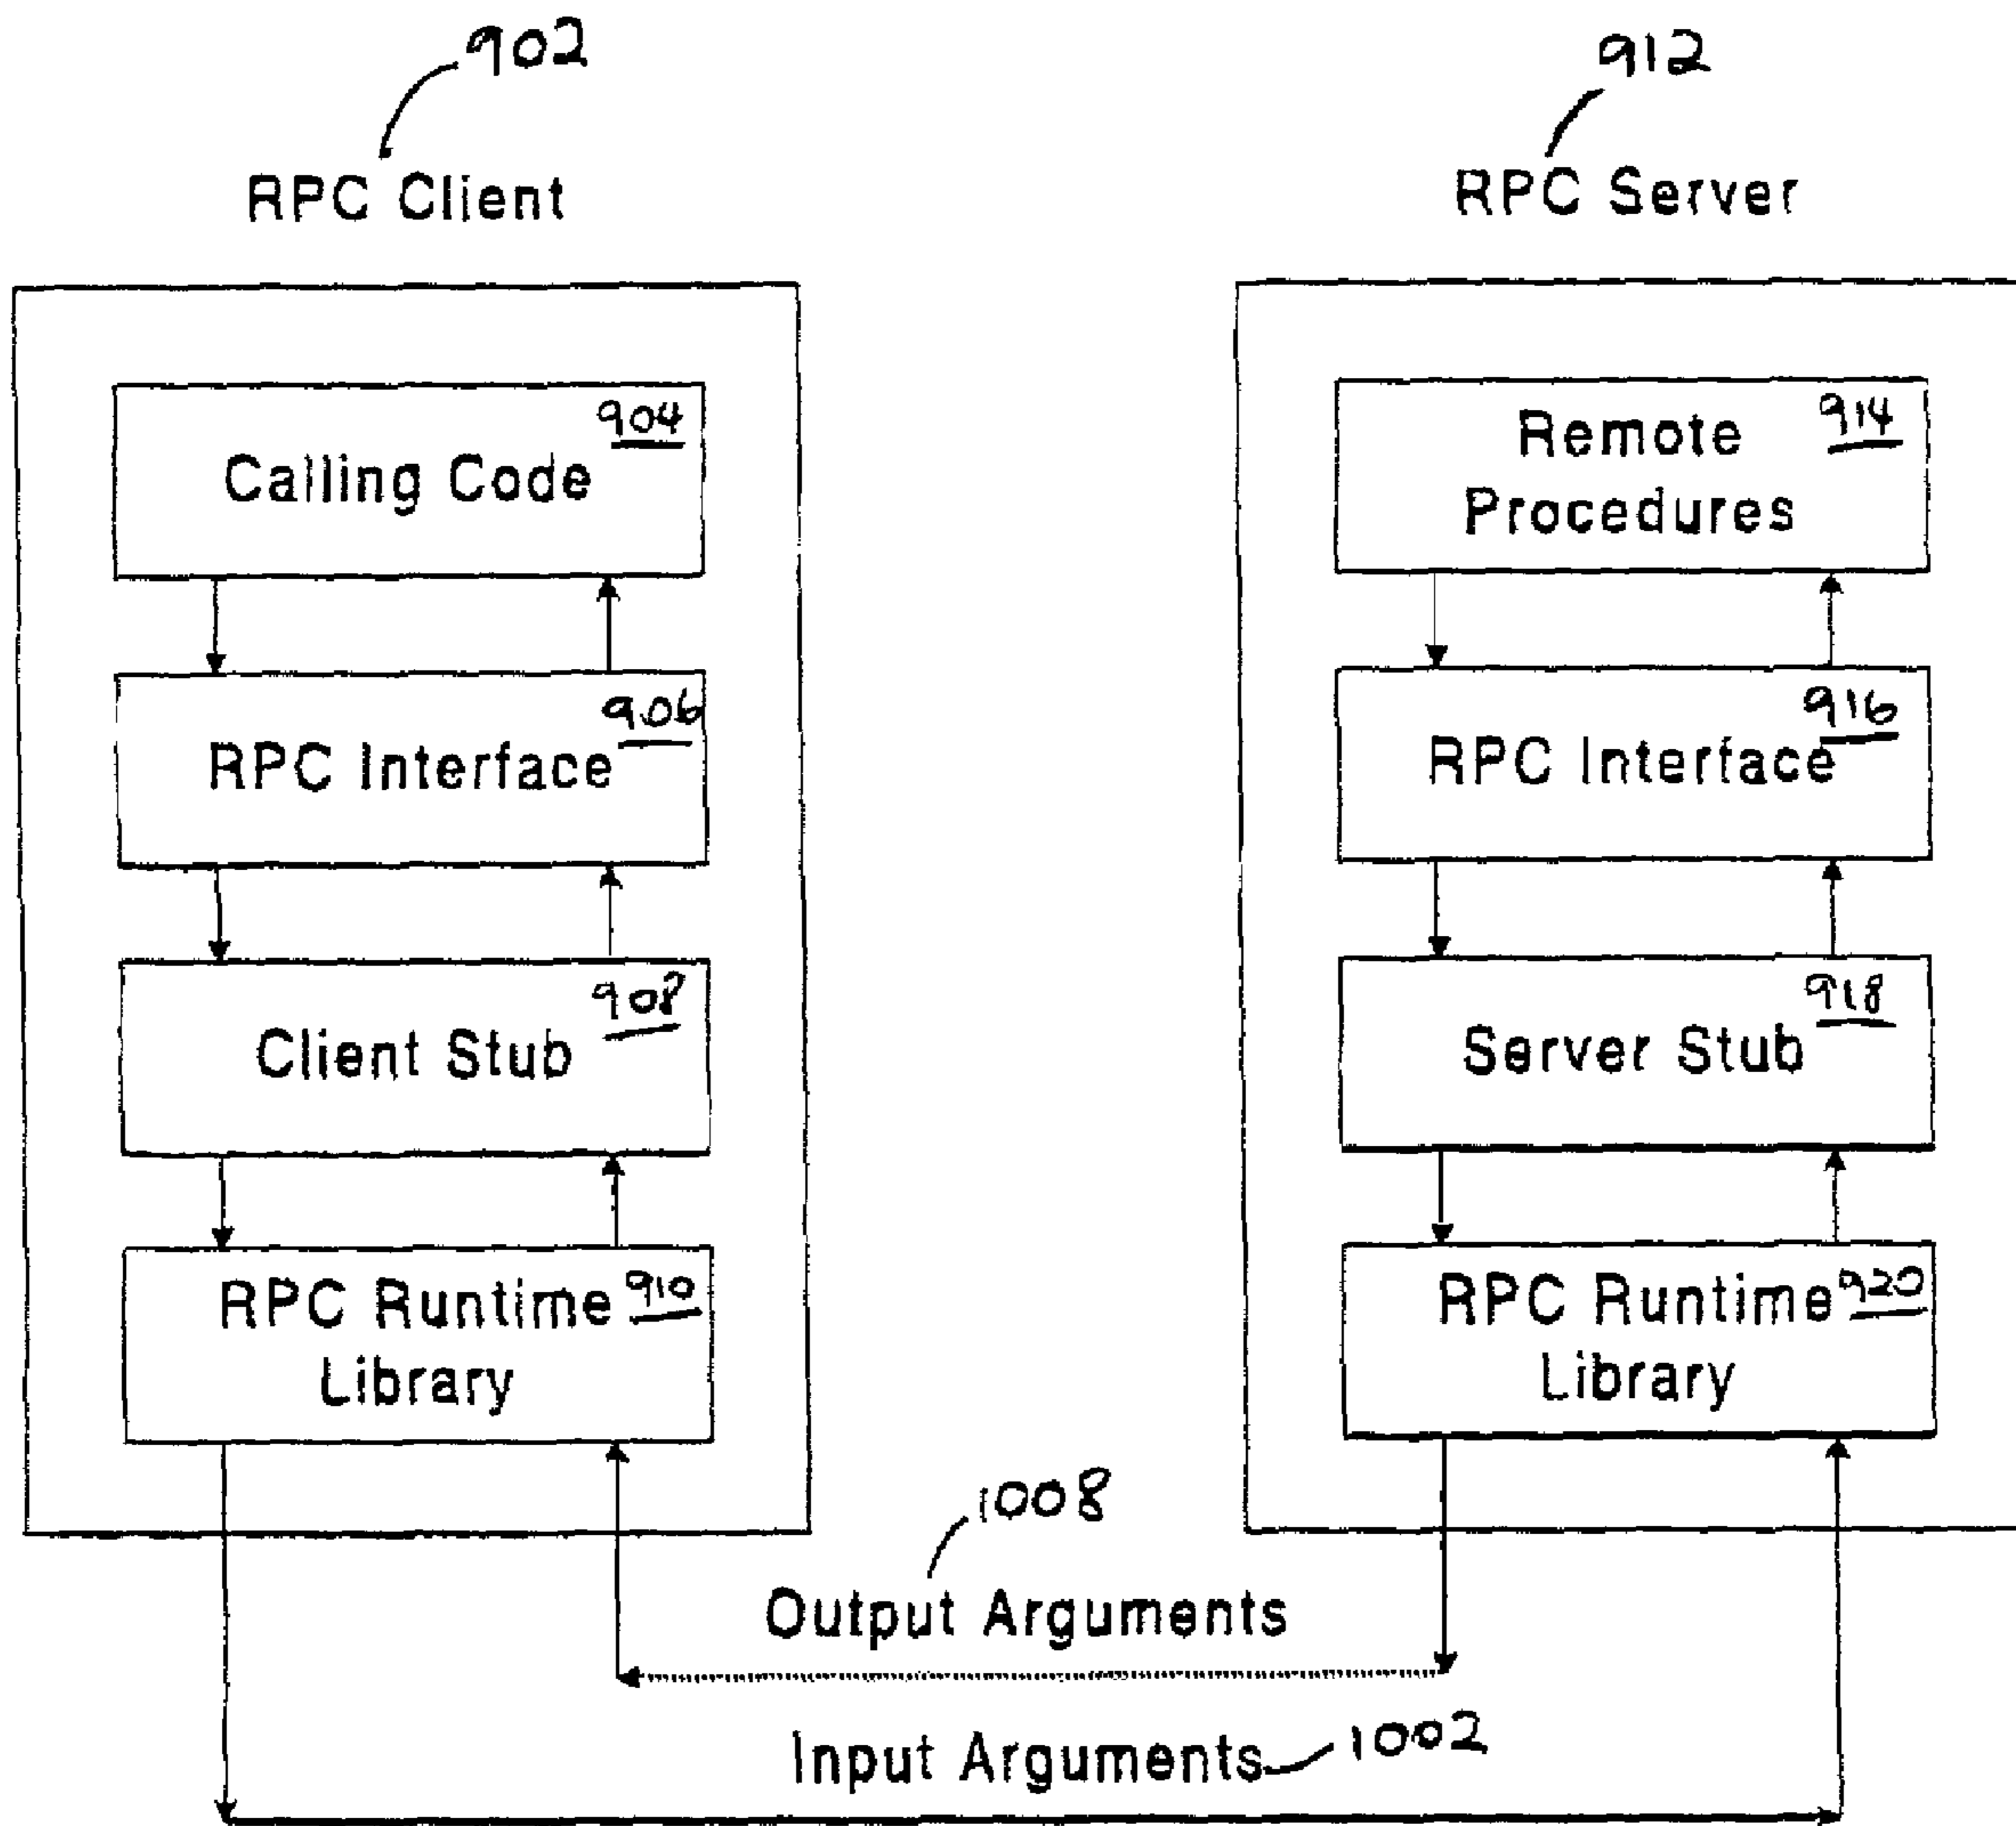 902
RPC Client
904
Calling Code
906
RPC Interface
908
Client Stub
RPC Runtime 910
Library
912
RPC Server
Remote 914
Procedures
916
RPC Interface
918
Server Stub
RPC Runtime 920
Library
1008
Output Arguments
Input Arguments 1002